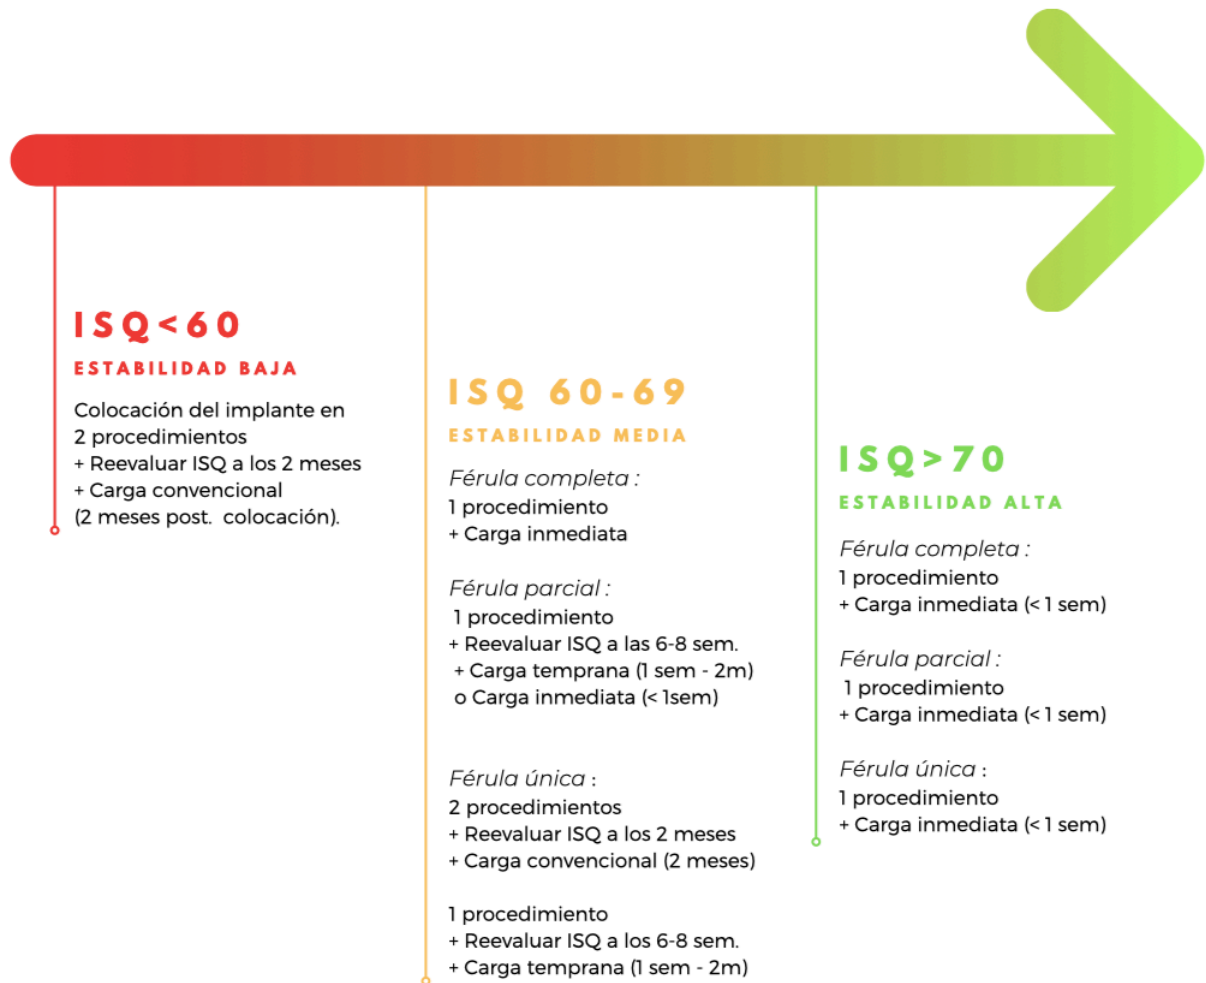 ISQ<60
ESTABILIDAD BAJA
Colocación del implante en
2 procedimientos
+ Reevaluar ISQ a los 2 meses
+ Carga convencional
(2 meses post. colocación).
ISQ 60-69
ESTABILIDAD MEDIA
Férula completa :
1 procedimiento
+ Carga inmediata
Férula parcial :
1 procedimiento
+ Reevaluar ISQ a las 6-8 sem.
+ Carga temprana (1 sem - 2m)
o Carga inmediata (< 1sem)
Férula única :
2 procedimientos
+ Reevaluar ISQ a los 2 meses
+ Carga convencional (2 meses)
1 procedimiento
+ Reevaluar ISQ a los 6-8 sem.
+ Carga temprana (1 sem - 2m)
ISQ>70
ESTABILIDAD ALTA
Férula completa :
1 procedimiento
+ Carga inmediata (< 1 sem)
Férula parcial :
1 procedimiento
+ Carga inmediata (< 1 sem)
Férula única :
1 procedimiento
+ Carga inmediata (< 1 sem)